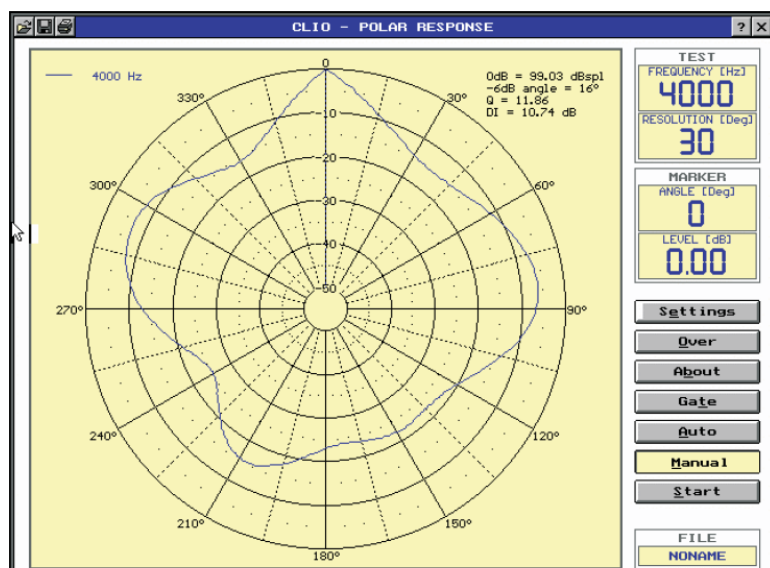 CLIO - POLAR RESPONSE
? X
4000 Hz
0dB = 99.03 dBspl
-6dB angle = 16°
Q = 11.86
DI = 10.74 dB
0
330°
30°
-10
-20
300°
60°
-30
-40
-50
270°
90°
240°
120°
210°
150°
180°
TEST
FREQUENCY [Hz]
4000
RESOLUTION [Deg]
30
MARKER
ANGLE [Deg]
0
LEVEL [dB]
0.00
Settings
Over
About
Gate
Auto
Manual
Start
FILE
NONAME